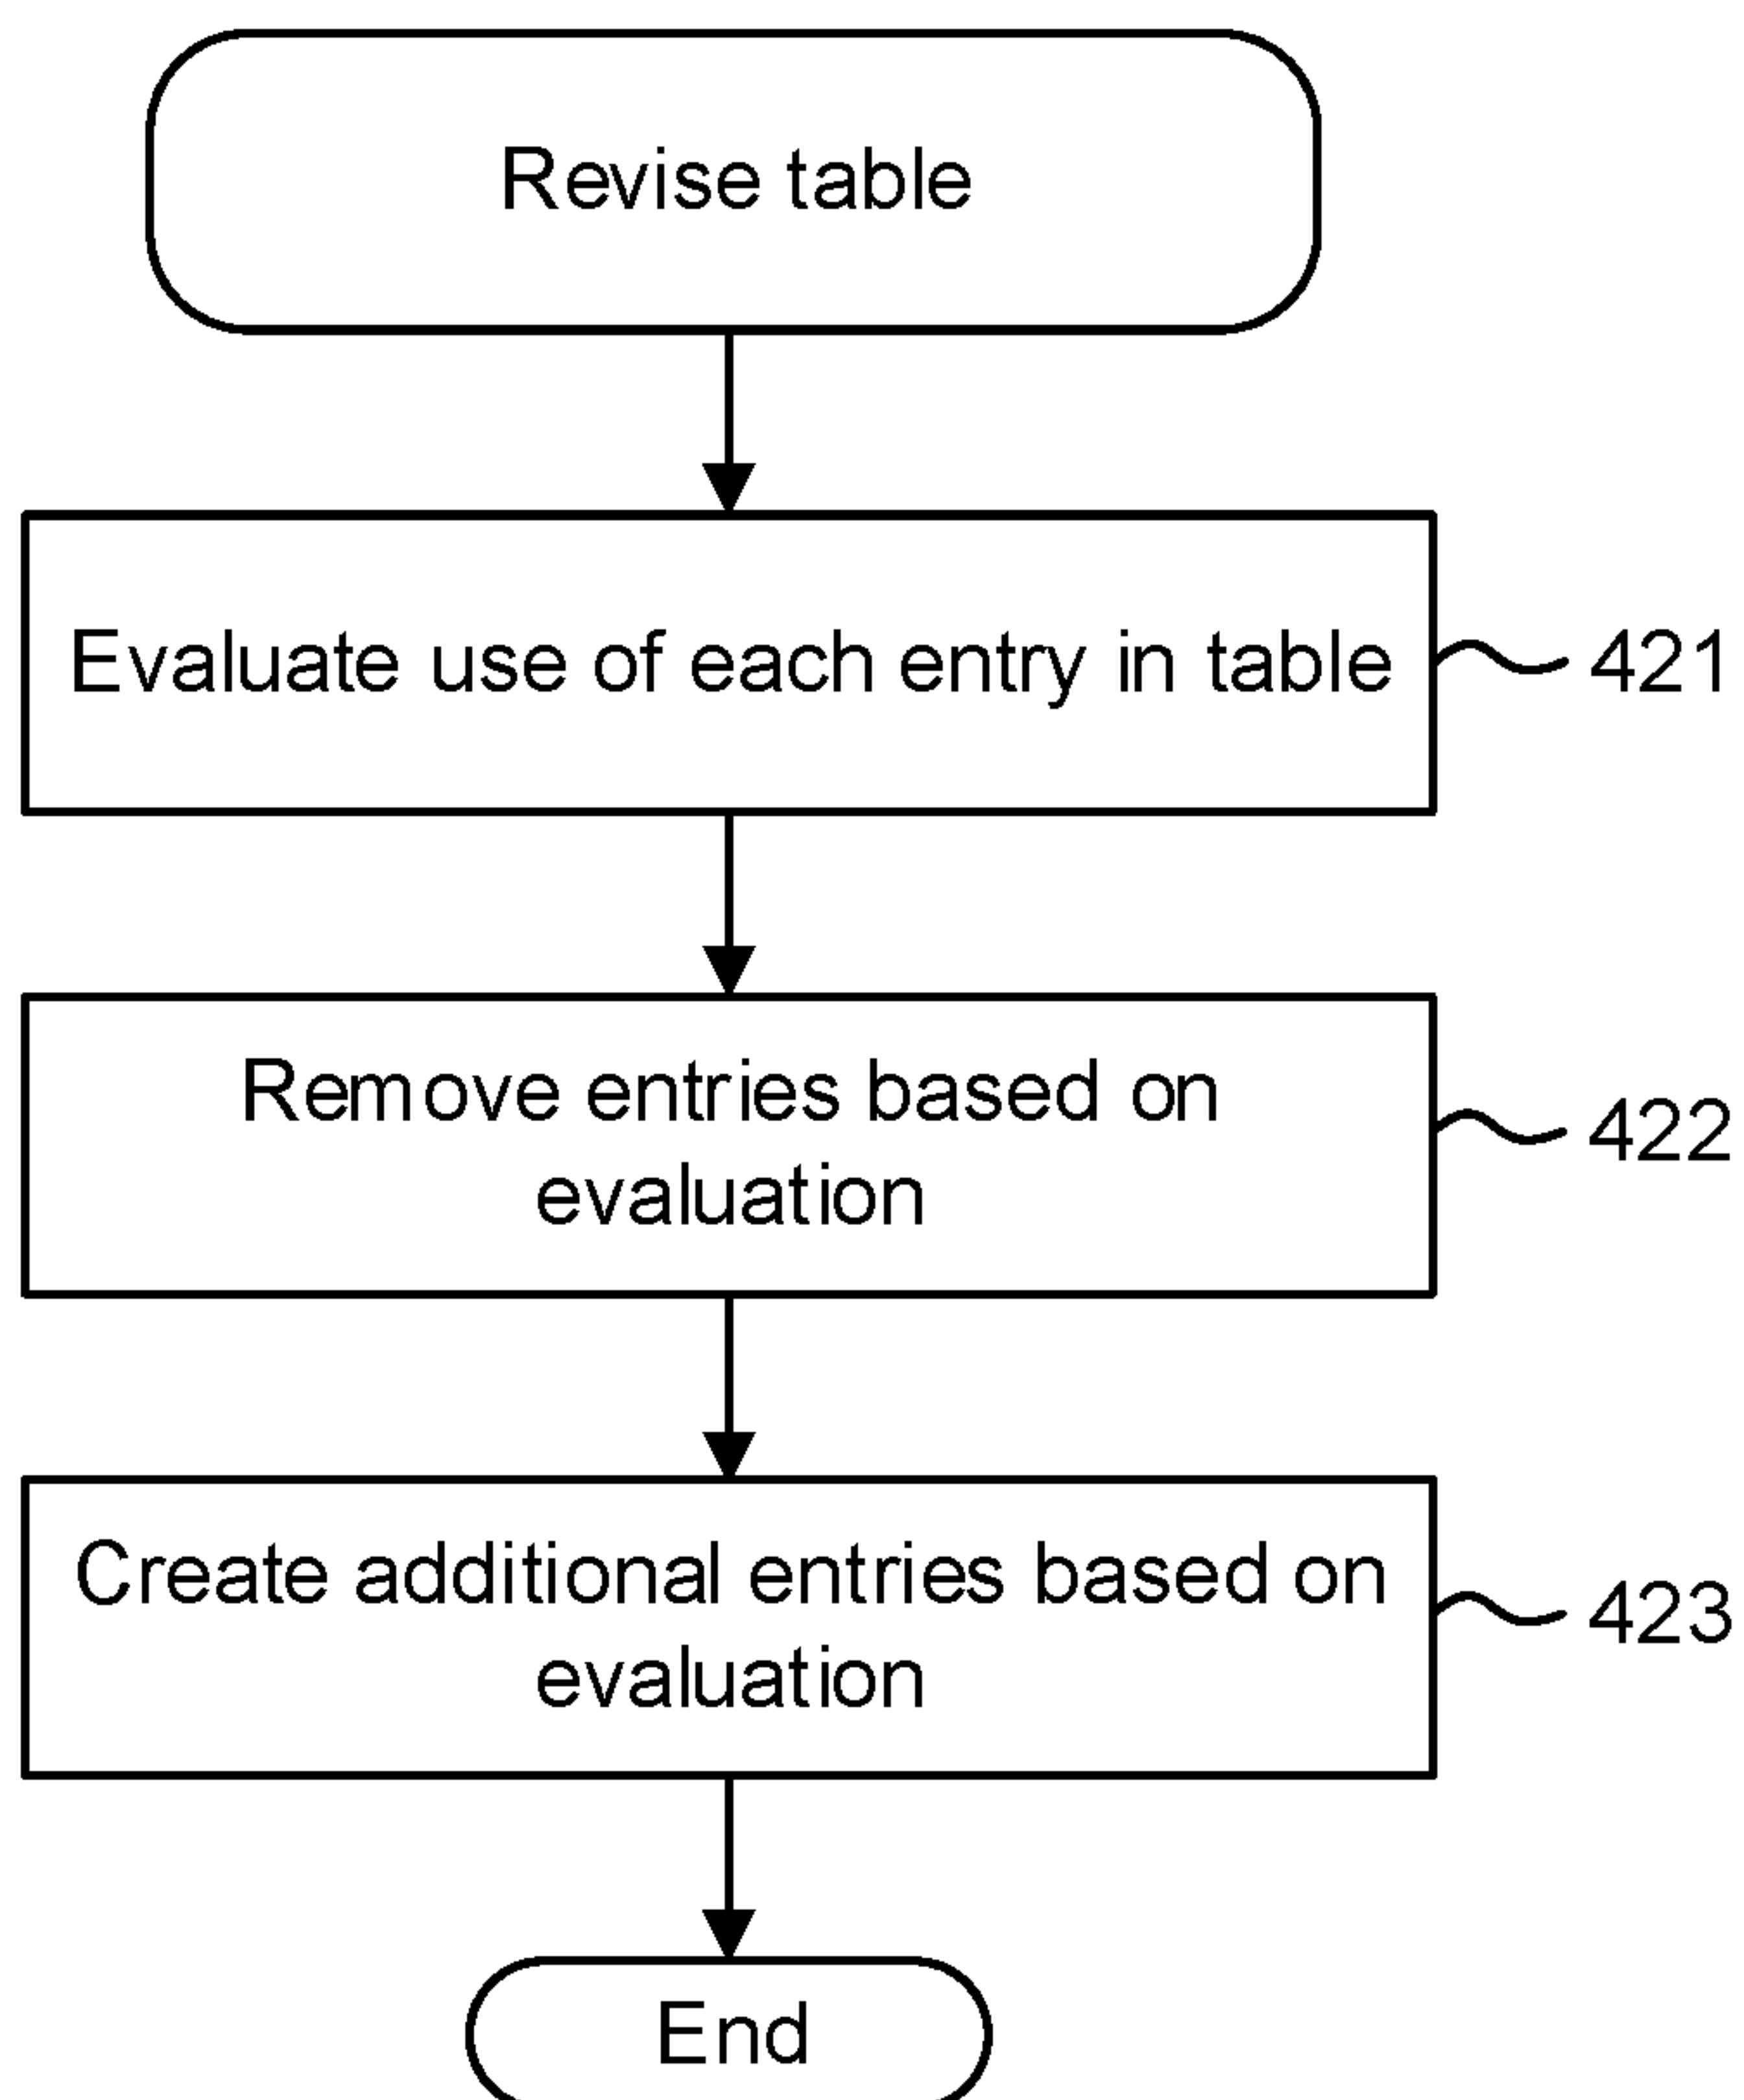 Revise table
Evaluate use of each entry in table
421
Remove entries based on
evaluation
422
Create additional entries based on
evaluation
423
End